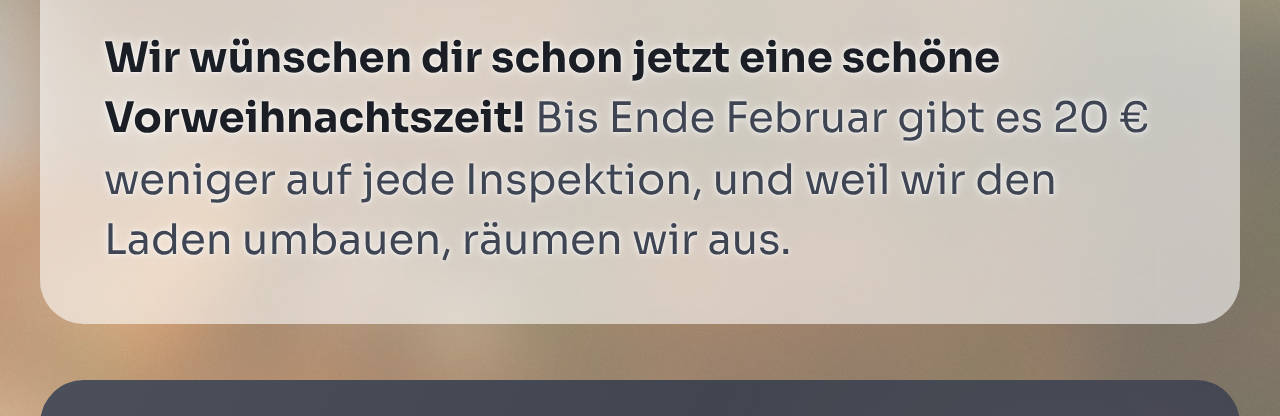 Wir wünschen dir schon jetzt eine schöne
Vorweihnachtszeit! Bis Ende Februar gibt es 20 €
weniger auf jede Inspektion, und weil wir den
Laden umbauen, räumen wir aus.